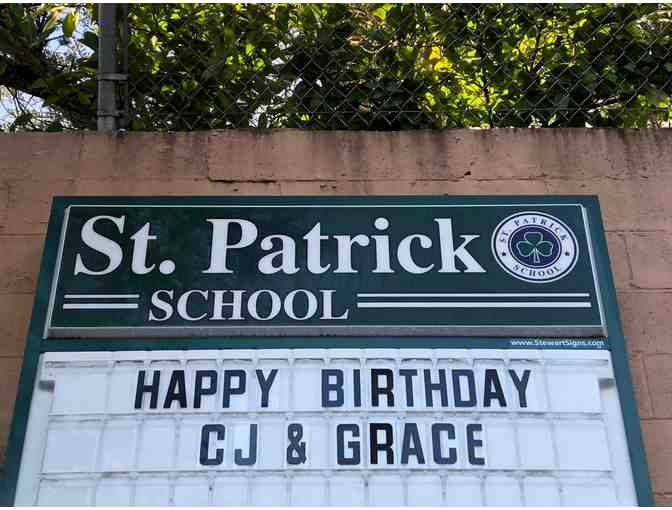 St. Patrick
SCHOOL
ST. PATRICK
SCHOOL
www.StewartSigns.com
HAPPY BIRTHDAY
CJ & GRACE